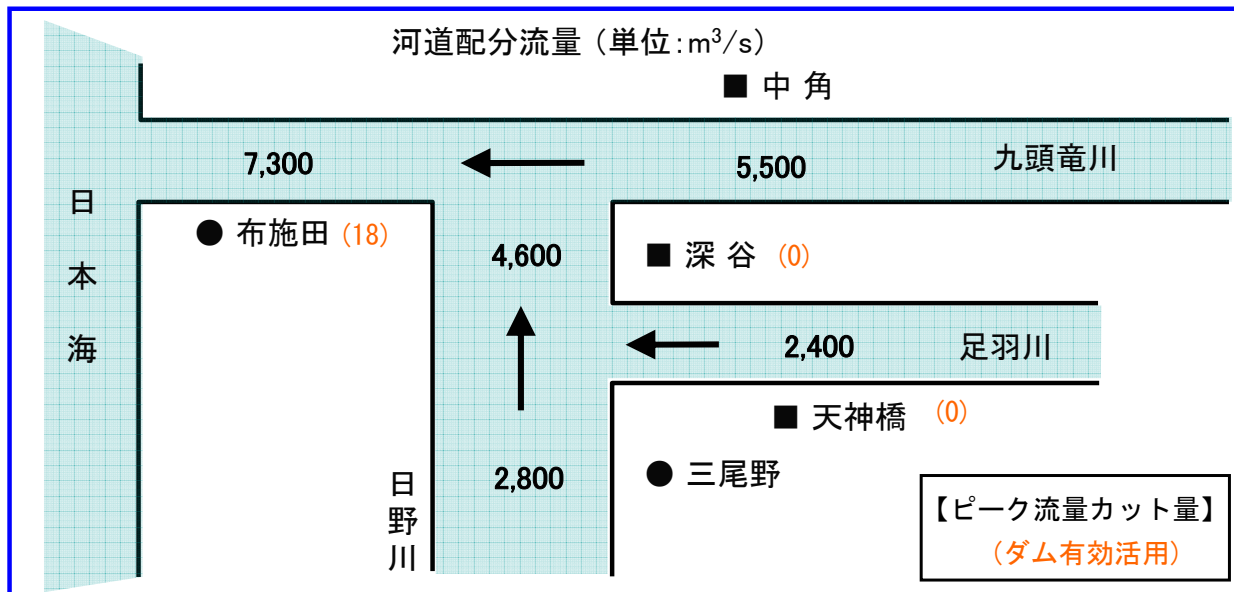 河道配分流量（単位:m³/s）
■ 中 角
7,300
5,500
九頭竜川
日本海
● 布施田 (18)
4,600
■ 深 谷 (0)
2,400
足羽川
■ 天神橋 (0)
2,800
● 三尾野
日野川
【ピーク流量カット量】
(ダム有効活用)